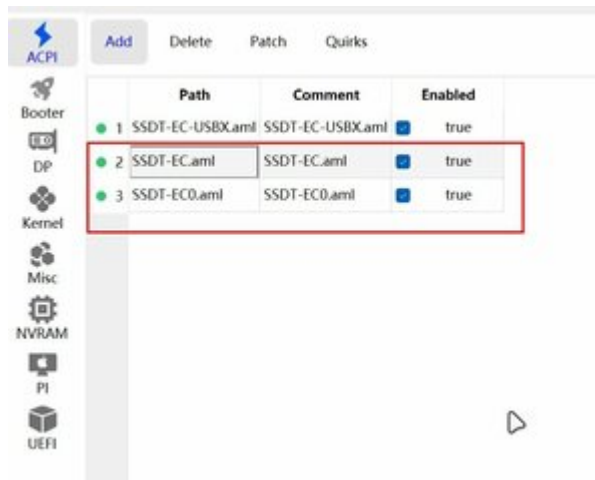 ACPI
Add Delete Patch Quirks
Booter
DP
Kernel
Misc
NVRAM
PI
UEFI
Path Comment Enabled
1 SSDT-EC-USBX.aml SSDT-EC-USBX.aml true
2 SSDT-EC.aml SSDT-EC.aml true
3 SSDT-EC0.aml SSDT-EC0.aml true